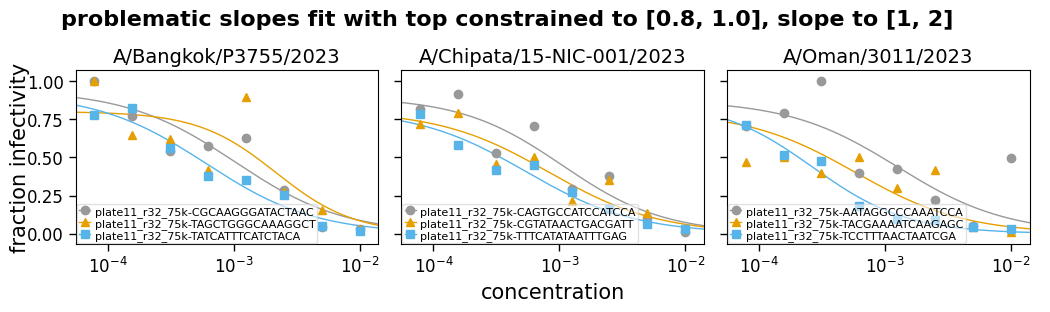 problematic slopes fit with top constrained to [0.8, 1.0], slope to [1, 2]
A/Bangkok/P3755/2023
A/Chipata/15-NIC-001/2023
A/Oman/3011/2023
fraction infectivity
1.00
0.75
0.50
0.25
0.00
plate11_r32_75k-CGCAAGGGATACTAAC
plate11_r32_75k-TAGCTGGGCAAAGGCT
plate11_r32_75k-TATCATTTCATCTACA
plate11_r32_75k-CAGTGCCATCCATCCA
plate11_r32_75k-CGTATAACTGACGATT
plate11_r32_75k-TTTCATATAATTTGAG
plate11_r32_75k-AATAGGCCCAAATCCA
plate11_r32_75k-TACGAAAATCAAGAGC
plate11_r32_75k-TCCTTTAACTAATCGA
10⁻⁴ 10⁻³ 10⁻² 10⁻⁴ 10⁻³ 10⁻² 10⁻⁴ 10⁻³ 10⁻²
concentration